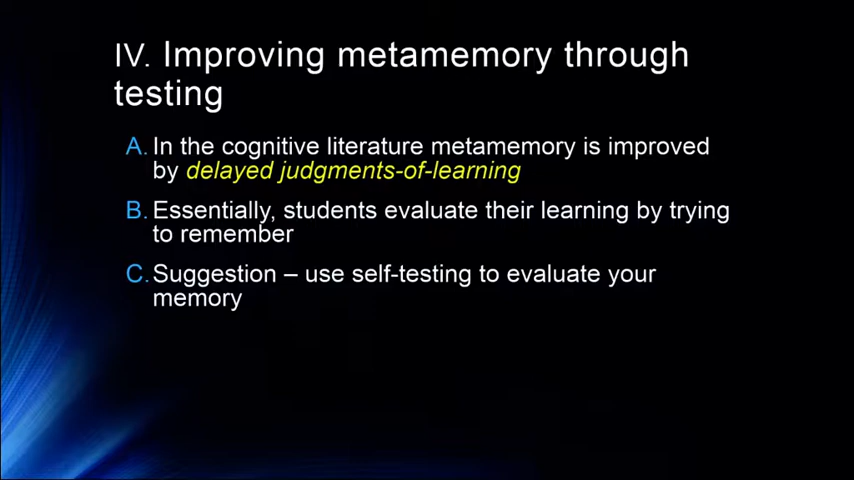 IV. Improving metamemory through
testing
A. In the cognitive literature metamemory is improved
by delayed judgments-of-learning
B. Essentially, students evaluate their learning by trying
to remember
C. Suggestion – use self-testing to evaluate your
memory